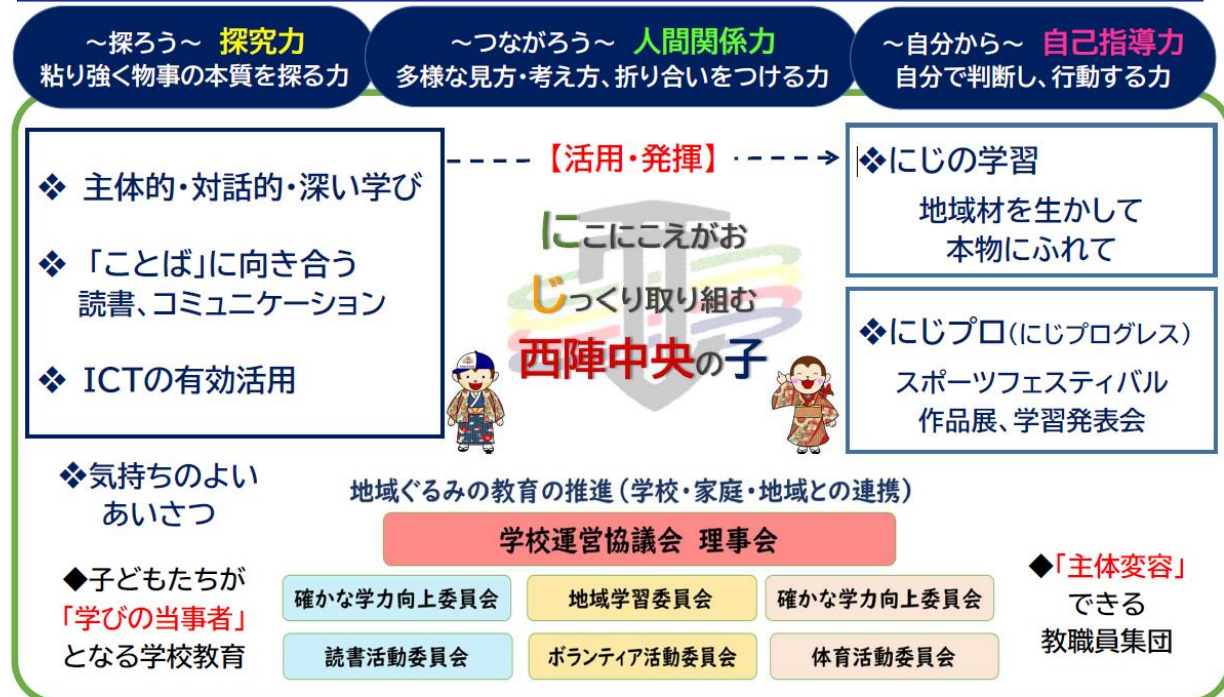 ～探ろう～ 探究力
粘り強く物事の本質を探る力
～つながろう～ 人間関係力
多様な見方・考え方、折り合いをつける力
～自分から～ 自己指導力
自分で判断し、行動する力
❖ 主体的・対話的・深い学び
❖ 「ことば」に向き合う
読書、コミュニケーション
❖ ICTの有効活用
【活用・発揮】
にこにこえがお
じっくり取り組む
西陣中央の子
❖にじの学習
地域材を生かして
本物にふれて
❖にじプロ(にじプログレス)
スポーツフェスティバル
作品展、学習発表会
❖気持ちのよい
あいさつ
◆子どもたちが
「学びの当事者」
となる学校教育
地域ぐるみの教育の推進(学校・家庭・地域との連携)
学校運営協議会 理事会
確かな学力向上委員会
地域学習委員会
確かな学力向上委員会
読書活動委員会
ボランティア活動委員会
体育活動委員会
◆「主体変容」
できる
教職員集団